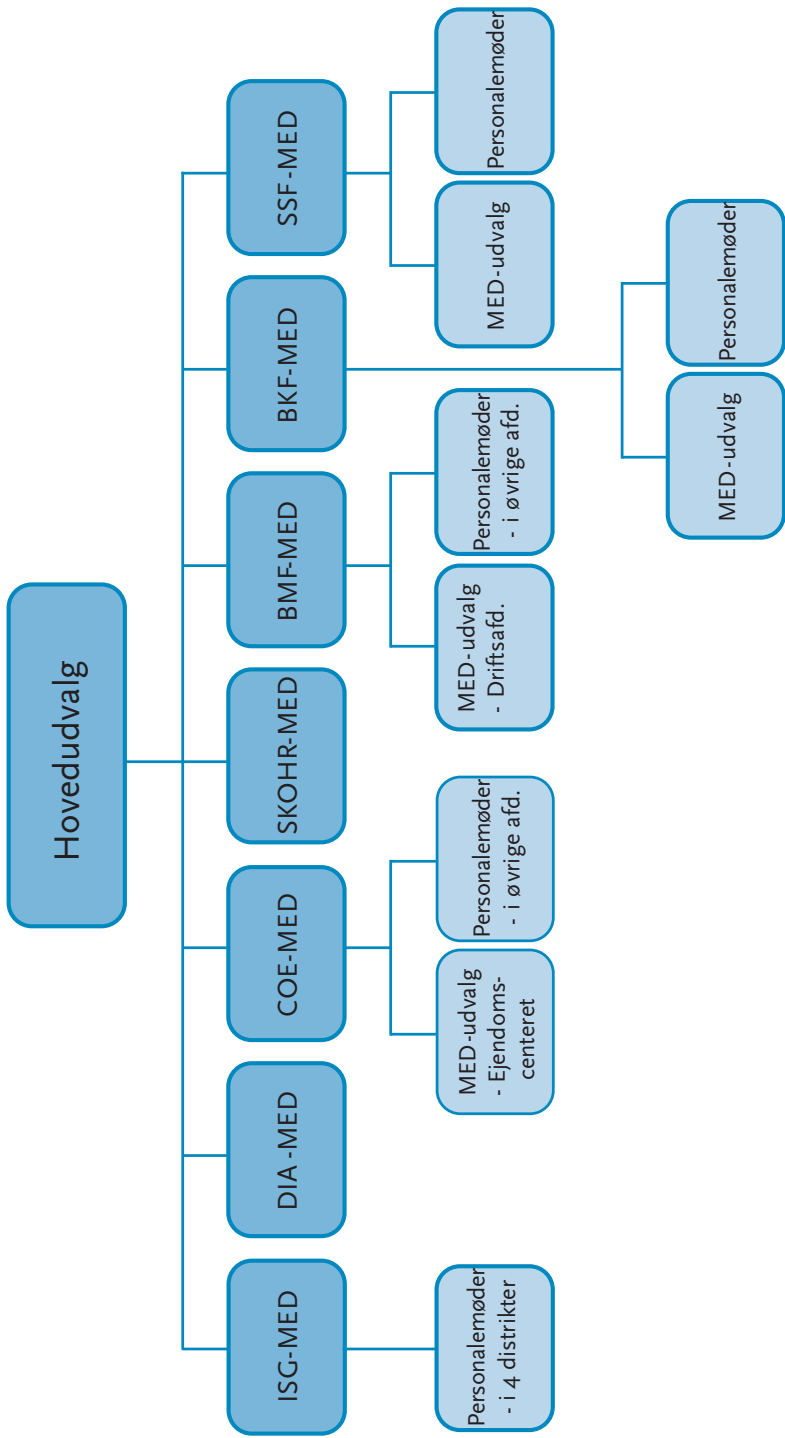 Hovedudvalg
ISG-MED
DIA -MED
COE-MED
SKOHR-MED
BMF-MED
BKF-MED
SSF-MED
Personalemøder
- i 4 distrikter
MED-udvalg
- Ejendoms-
centeret
Personalemøder
- i øvrige afd.
MED-udvalg
- Driftsafd.
Personalemøder
- i øvrige afd.
MED-udvalg
Personalemøder
MED-udvalg
Personalemøder